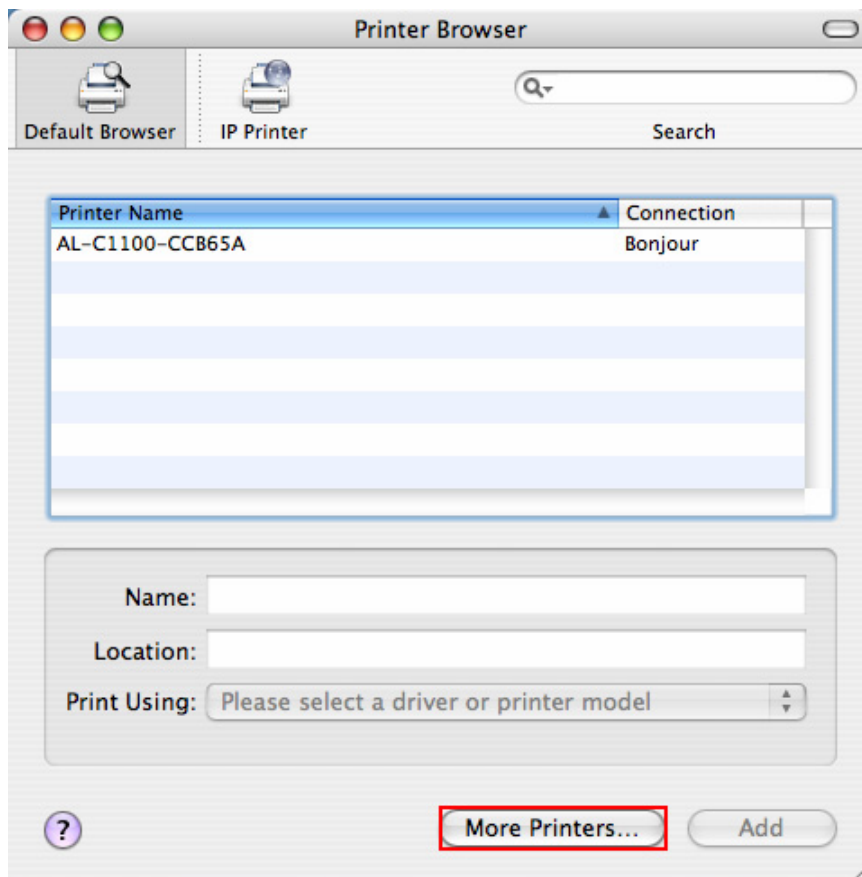 Printer Browser
Default Browser
IP Printer
Search
Printer Name
Connection
AL-C1100-CCB65A
Bonjour
Name:
Location:
Print Using:
Please select a driver or printer model
?
More Printers...
Add